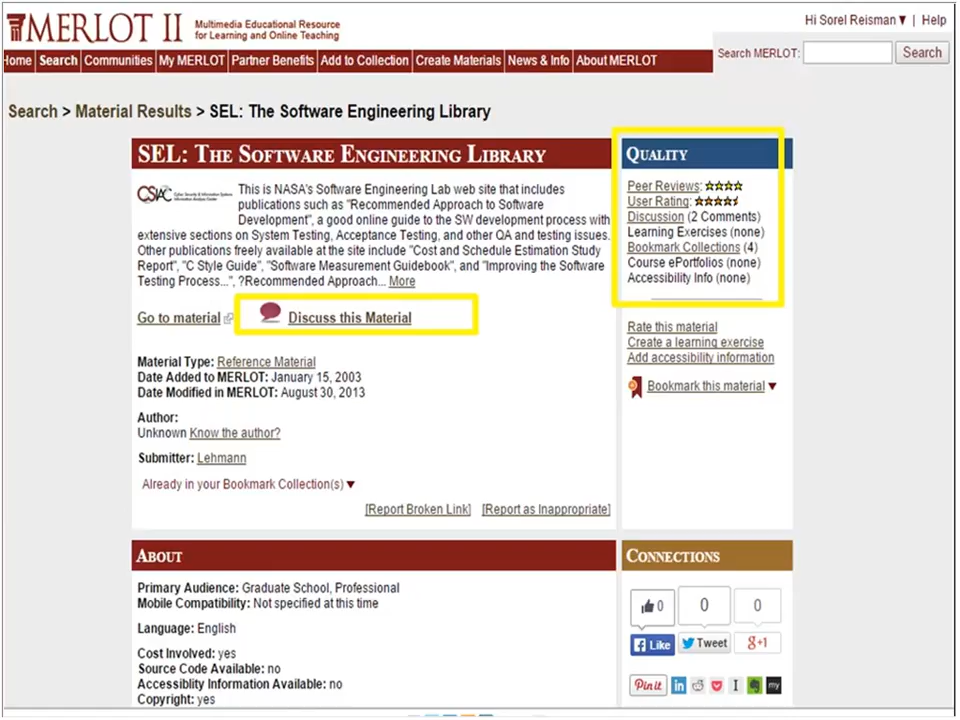 MERLOT II
Multimedia Educational Resource
for Learning and Online Teaching
Hi Sorel Reisman ▼ | Help
Home Search Communities My MERLOT Partner Benefits Add to Collection Create Materials News & Info About MERLOT
Search MERLOT: Search
Search > Material Results > SEL: The Software Engineering Library
SEL: The Software Engineering Library
CSIAC
This is NASA's Software Engineering Lab web site that includes
publications such as "Recommended Approach to Software
Development", a good online guide to the SW development process with
extensive sections on System Testing, Acceptance Testing, and other QA and testing issues.
Other publications freely available at the site include "Cost and Schedule Estimation Study
Report", "C Style Guide", "Software Measurement Guidebook", and "Improving the Software
Testing Process...", ?Recommended Approach... More
Go to material
Discuss this Material
Material Type: Reference Material
Date Added to MERLOT: January 15, 2003
Date Modified in MERLOT: August 30, 2013
Author:
Unknown Know the author?
Submitter: Lehmann
Already in your Bookmark Collection(s) ▼
[Report Broken Link] [Report as Inappropriate]
Quality
Peer Reviews:
User Rating:
Discussion (2 Comments)
Learning Exercises (none)
Bookmark Collections (4)
Course ePortfolios (none)
Accessibility Info (none)
Rate this material
Create a learning exercise
Add accessibility information
Bookmark this material ▼
About
Primary Audience: Graduate School, Professional
Mobile Compatibility: Not specified at this time
Language: English
Cost Involved: yes
Source Code Available: no
Accessiblity Information Available: no
Copyright: yes
Connections
0 0 0
Like Tweet g+1
Pin it in I my